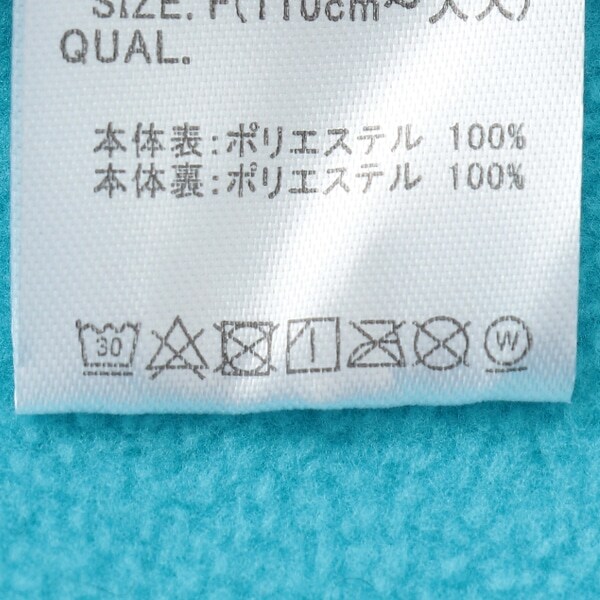 SIZE. F(110cm～大人)
QUAL.
本体表:ポリエステル 100%
本体裏:ポリエステル 100%
30 W